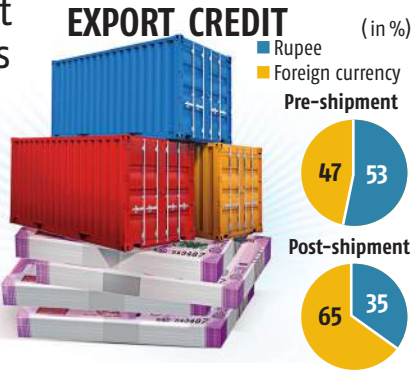 t
s
EXPORT CREDIT (in %)
Rupee
Foreign currency
Pre-shipment
47 53
Post-shipment
65 35